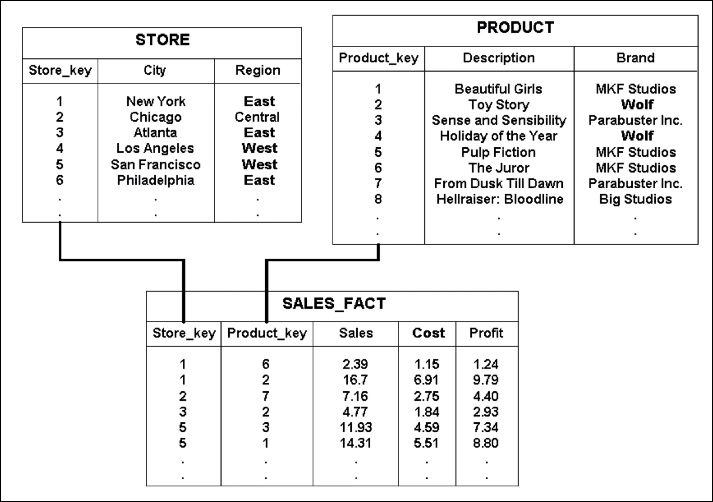 STORE
Store_key City Region
1 New York East
2 Chicago Central
3 Atlanta East
4 Los Angeles West
5 San Francisco West
6 Philadelphia East
. . .
. . .
PRODUCT
Product_key Description Brand
1 Beautiful Girls MKF Studios
2 Toy Story Wolf
3 Sense and Sensibility Parabuster Inc.
4 Holiday of the Year Wolf
5 Pulp Fiction MKF Studios
6 The Juror MKF Studios
7 From Dusk Till Dawn Parabuster Inc.
8 Hellraiser: Bloodline Big Studios
. . .
. . .
SALES_FACT
Store_key Product_key Sales Cost Profit
1 6 2.39 1.15 1.24
1 2 16.7 6.91 9.79
2 7 7.16 2.75 4.40
3 2 4.77 1.84 2.93
5 3 11.93 4.59 7.34
5 1 14.31 5.51 8.80
. . . . .
. . . . .